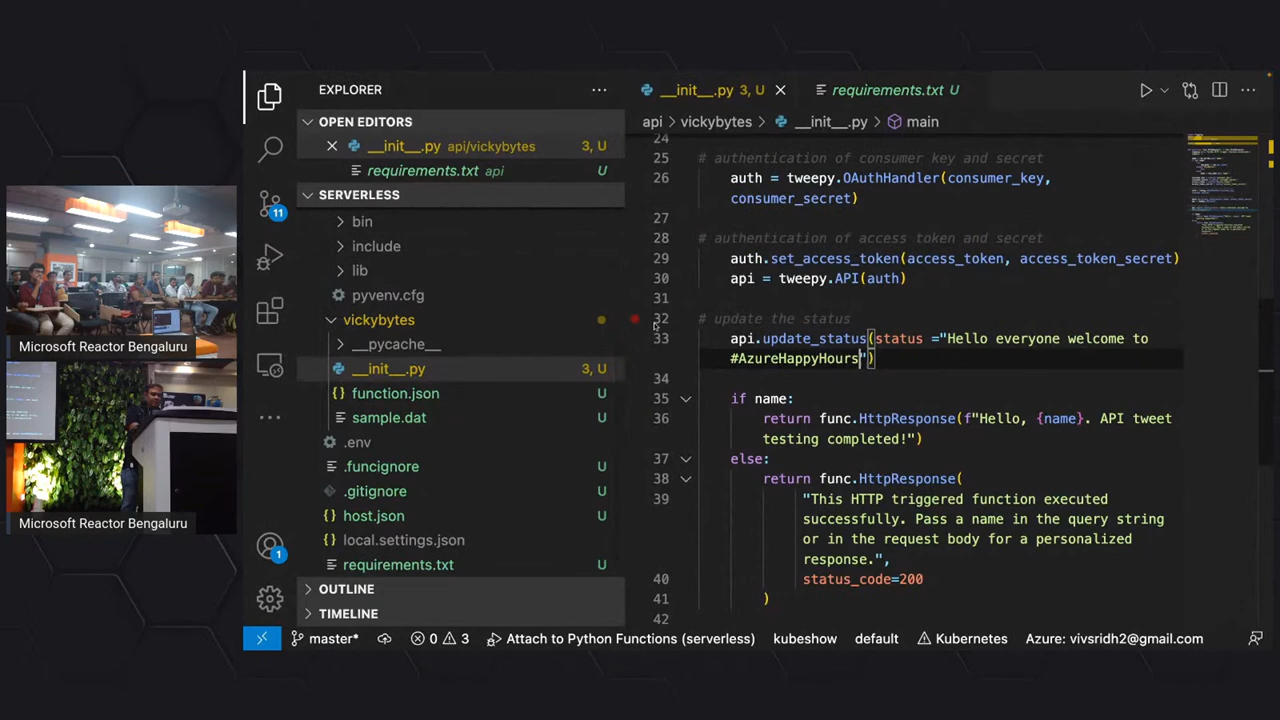 EXPLORER
OPEN EDITORS
__init__.py api/vickybytes 3, U
requirements.txt api U
SERVERLESS
bin
include
lib
pyvenv.cfg
vickybytes
__pycache__
__init__.py 3, U
function.json U
sample.dat U
.env
.funcignore U
.gitignore U
host.json U
local.settings.json
requirements.txt U
OUTLINE
TIMELINE
11
1
__init__.py 3, U
requirements.txt U
api > vickybytes > __init__.py > main
24
25 # authentication of consumer key and secret
26 auth = tweepy.OAuthHandler(consumer_key,
consumer_secret)
27
28 # authentication of access token and secret
29 auth.set_access_token(access_token, access_token_secret)
30 api = tweepy.API(auth)
31
32 # update the status
33 api.update_status(status ="Hello everyone welcome to
#AzureHappyHours")
34
35 if name:
36 return func.HttpResponse(f"Hello, {name}. API tweet
testing completed!")
37 else:
38 return func.HttpResponse(
39 "This HTTP triggered function executed
successfully. Pass a name in the query string
or in the request body for a personalized
response.",
40 status_code=200
41 )
42
master* 0 3 Attach to Python Functions (serverless) kubeshow default Kubernetes Azure: vivsridh2@gmail.com
Microsoft Reactor Bengaluru
Microsoft Reactor Bengaluru